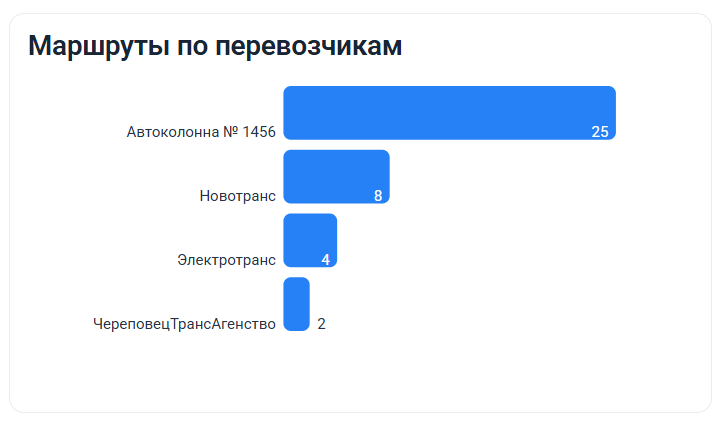 Маршруты по перевозчикам
Автоколонна № 1456 25
Новотранс 8
Электротранс 4
ЧереповецТрансАгенство 2